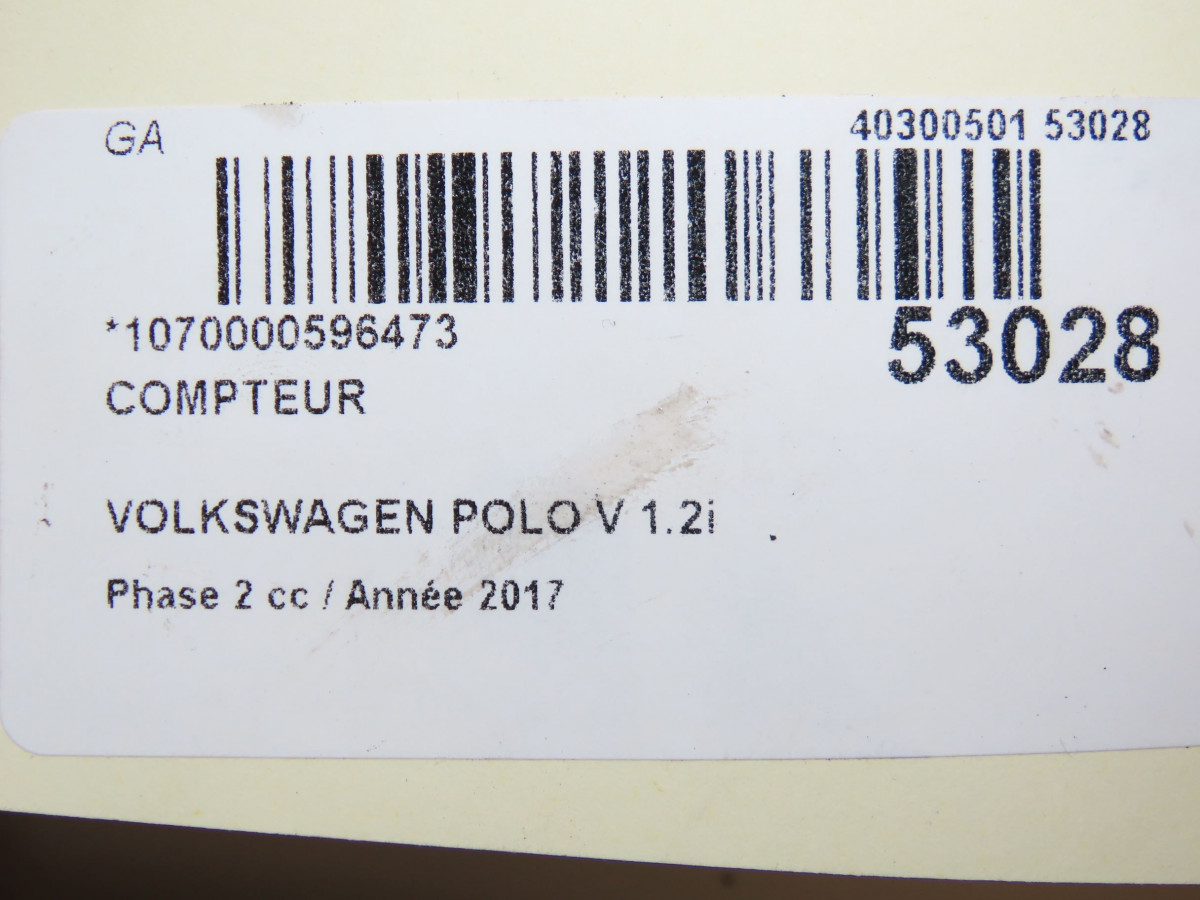 GA
40300501 53028
*1070000596473
53028
COMPTEUR
VOLKSWAGEN POLO V 1.2i
Phase 2 cc / Année 2017